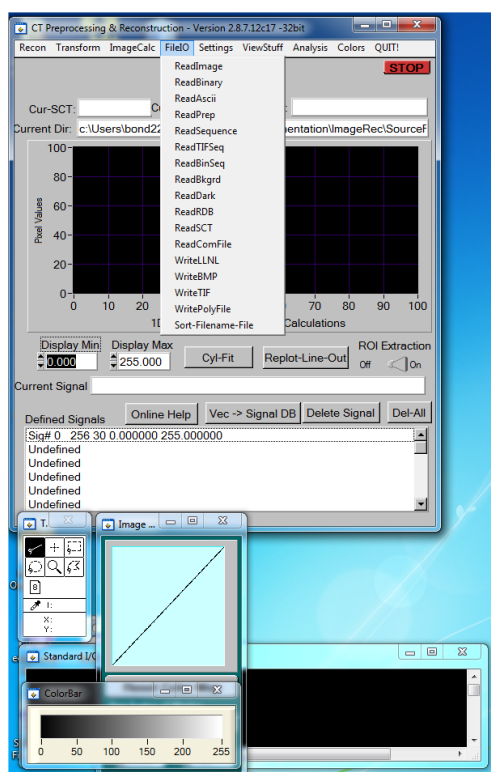 CT Preprocessing & Reconstruction - Version 2.8.7.12c17 -32bit
Recon Transform ImageCalc FileIO Settings ViewStuff Analysis Colors QUIT!
STOP
ReadImage
ReadBinary
ReadAscii
ReadPrep
ReadSequence
ReadTIFSeq
ReadBinSeq
ReadBkgrd
ReadDark
ReadRDB
ReadSCT
ReadComFile
WriteLLNL
WriteBMP
WriteTIF
WritePolyFile
Sort-Filename-File
Cur-SCT:
Current Dir: c:\Users\bond22 entation\ImageRec\SourceF
Pixel Values
100-
80-
60-
40-
20-
0-
0 10 20 70 80 90 100
1D Calculations
Display Min Display Max ROI Extraction
0.000 255.000 Cyl-Fit Replot-Line-Out Off On
Current Signal
Defined Signals Online Help Vec -> Signal DB Delete Signal Del-All
Sig# 0 256 30 0.000000 255.000000
Undefined
Undefined
Undefined
Undefined
Undefined
T. Image ...
8
I:
X:
Y:
Standard I/O
ColorBar
0 50 100 150 200 255